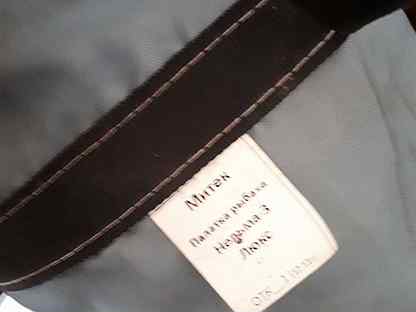 Митек
Палатка рыбака
Нельма 3
Люкс